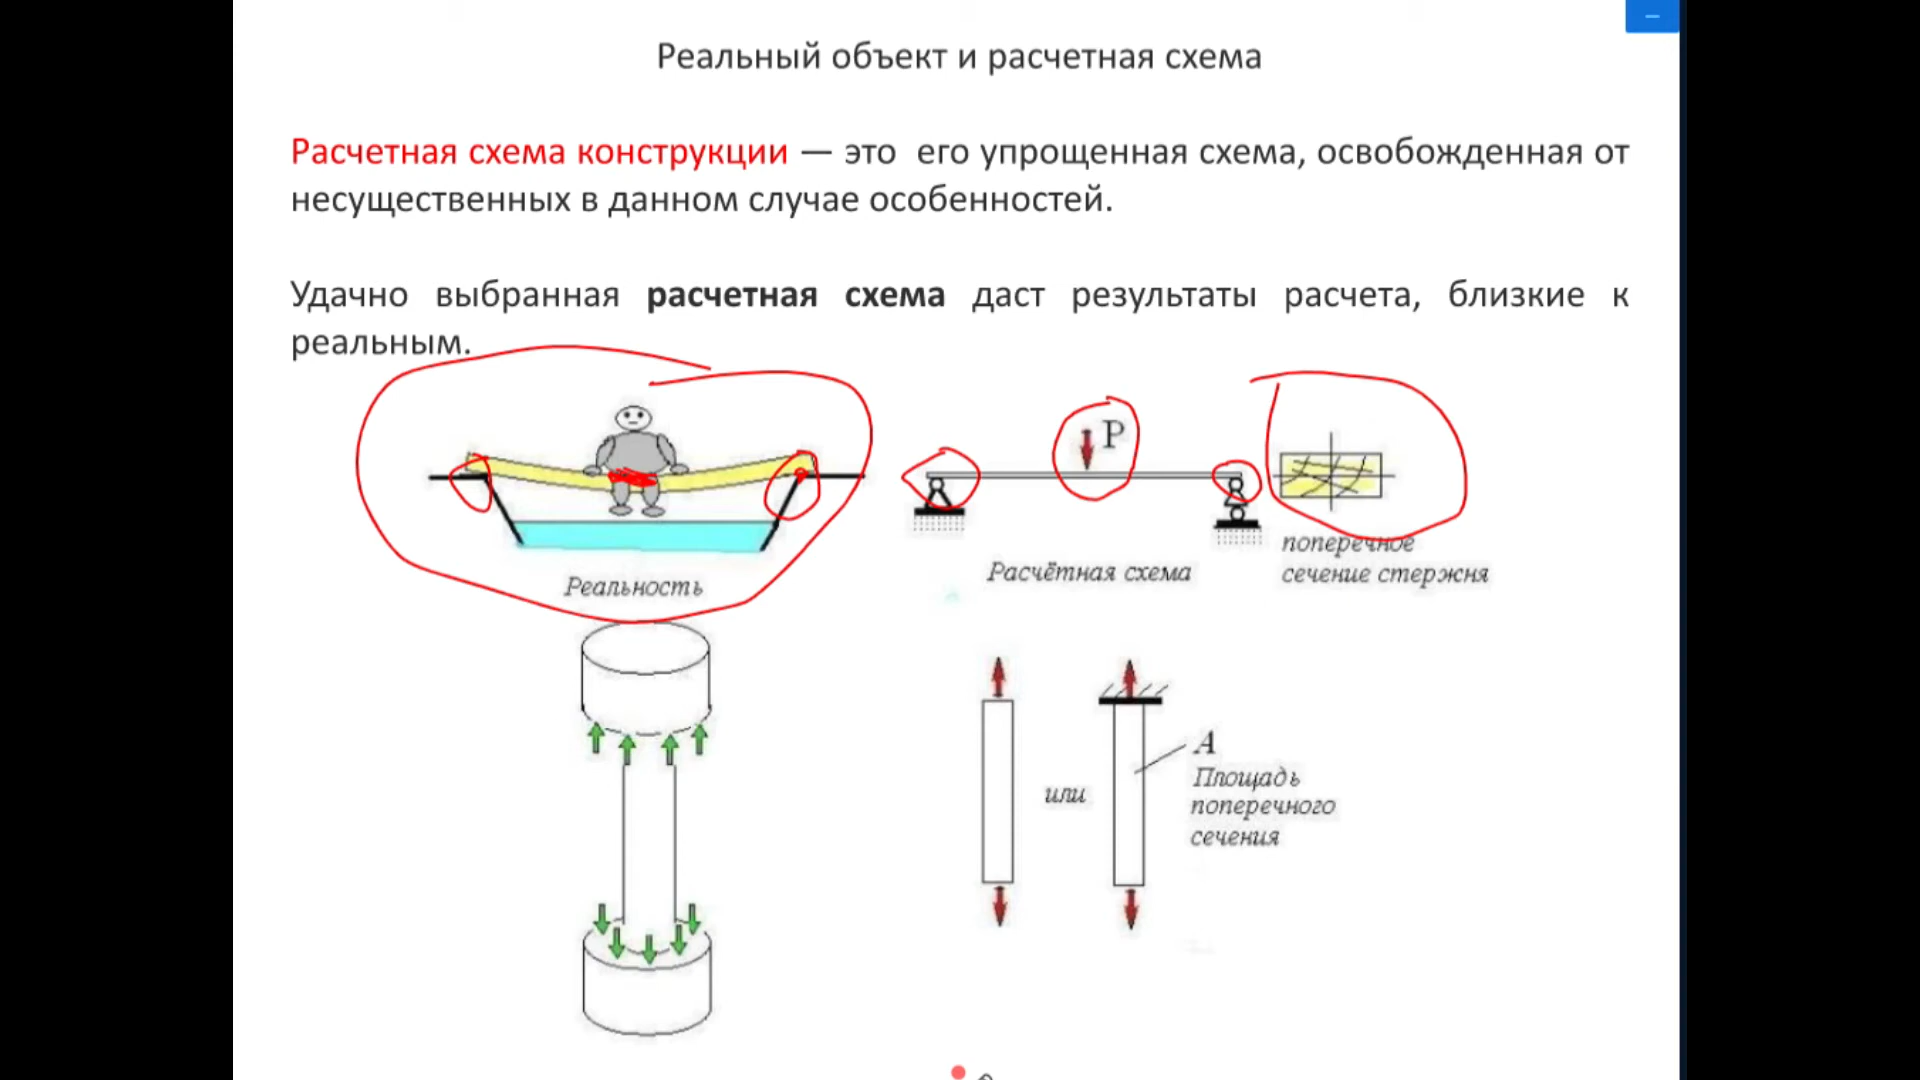 Реальный объект и расчетная схема
Расчетная схема конструкции — это его упрощенная схема, освобожденная от
несущественных в данном случае особенностей.
Удачно выбранная расчетная схема даст результаты расчета, близкие к
реальным.
P
Реальность
Расчётная схема
поперечное
сечение стержня
или
A
Площадь
поперечного
сечения